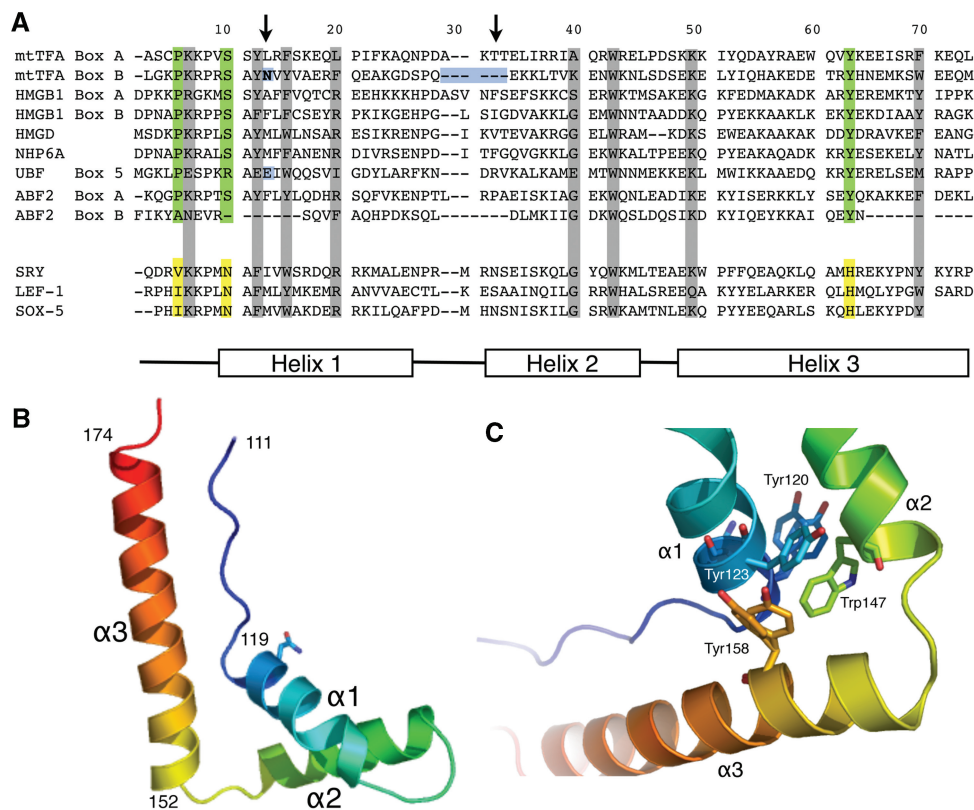 A
10 20 30 40 50 60 70
mtTFA Box A -ASCPKKPVS SYLRFSKEQL PIFKAQNPDA-- KTTELIRRIA QRWRELPDSKKK IYQDAYRAEW QVYKEEISRF KEQL
mtTFA Box B -LGKPKRPRS AYNVYVAERF QEAKGDSPQ--- ---EKLKTVK ENWKNLSDSEKE LYIQHAKEDE TRYHNEMKSW EEQM
HMGB1 Box A DPKKPRGKMS SYAFFVQTCR EEHKKKHPDASV NFSEFSKKCS ERWKTMSAKEKG KFEDMAKADK ARYEREMKTY IPPK
HMGB1 Box B DPNAPKRPPS AFFLFCSEYR PKIKGEHPG--L SIGDVAKKLG EMWNNTAADDKQ PYEKKAAKLK EKYEKDIAAY RAGK
HMGD MSDKPKRPLS AYMLWLNSAR ESIKRENPG--I KVTEVAKRGG ELWRAM--KDKS EWEAKAAKAK DDYDRAVKEF EANG
NHP6A DPNAPKRALS AYMFFANENR DIVRSENPD--I TFGQVGKKLG EKWKALTPEEKQ PYEAKAQADK KRYESEKELY NATL
UBF Box 5 MGKLPESPKR AEEIWQQSVI GDYLARFKN--- DRVKALKAME MTWNNMEKKEKL MWIKKAAEDQ KRYERELSEM RAPP
ABF2 Box A -KQGPKRPTS AYFLYLQDHR SQFVKENPTL-- RPAEISKIAG EKWQNLEADIKE KYISERKKLY SEYQKAKKEF DEKL
ABF2 Box B FIKYANEVR- ------SQVF AQHPDKSQL--- ---DLMKIIG DKWQSLDQSIKD KYIQEYKKAI QEYN------ ----
SRY -QDRVKKPMN AFIVWSRDQR RKMALENPR--M RNSEISKQLG YQWKMLTEAEKW PFFQEAQKLQ AMHREKYPNY KYRP
LEF-1 -RPHIKKPLN AFMLYMKEMR ANVVAECTL--K ESAAINQILG RRWHALSREEQA KYYELARKER QLHMQLYPGW SARD
SOX-5 --PHIKRPMN AFMVWAKDER RKILQAFPD--M HNSNISKILG SRWKAMTNLEKQ PYYEEQARLS KQHLEKYPDY
Helix 1 Helix 2 Helix 3
B
174
111
α3
119
α1
152
α2
C
Tyr120
α2
α1
Tyr123
Trp147
Tyr158
α3